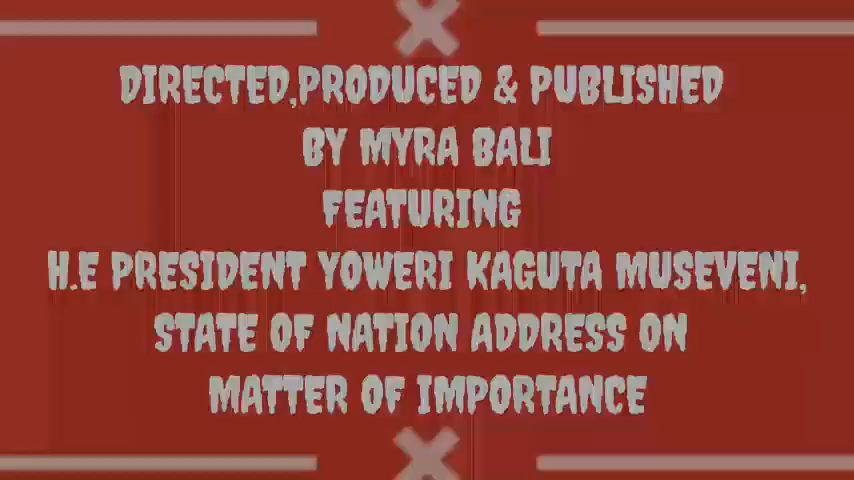 DIRECTED,PRODUCED & PUBLISHED
BY MYRA BALI
FEATURING
H.E PRESIDENT YOWERI KAGUTA MUSEVENI,
STATE OF NATION ADDRESS ON
MATTER OF IMPORTANCE